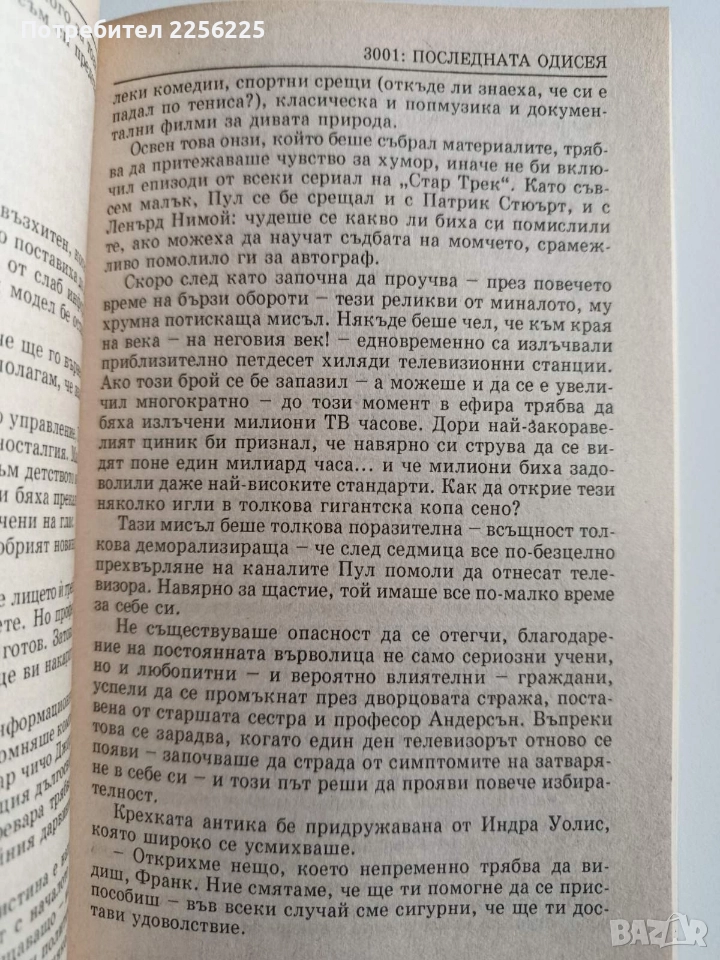 Потребител 2256225
3001: ПОСЛЕДНАТА ОДИСЕЯ
леки комедии, спортни срещи (откъде ли знаеха, че си е
падал по тениса?), класическа и попмузика и докумен-
тални филми за дивата природа.
Освен това онзи, който беше събрал материалите, тряб-
ва да притежаваше чувство за хумор, иначе не би вклю-
чил епизоди от всеки сериал на „Стар Трек“. Като съв-
сем малък, Пул се бе срещал и с Патрик Стюърт, и с
Ленърд Нимой: чудеше се какво ли биха си помислили
те, ако можеха да научат съдбата на момчето, срамеж-
ливо помолило ги за автограф.
Скоро след като започна да проучва – през повечето
време на бързи обороти – тези реликви от миналото, му
хрумна потискаща мисъл. Някъде беше чел, че към края
на века – на неговия век! – едновременно са излъчвали
приблизително петдесет хиляди телевизионни станции.
Ако този брой се бе запазил – а можеше и да се е увели-
чил многократно – до този момент в ефира трябва да
бяха излъчени милиони ТВ часове. Дори най-Закораве-
лият циник би признал, че навярно си струва да се ви-
дят поне един милиард часа... и че милиони биха задо-
волили даже най-високите стандарти. Как да открие тези
няколко игли в толкова гигантска копа сено?
Тази мисъл беше толкова поразителна – всъщност тол-
кова деморализираща – че след седмица все по-безцелно
прехвърляне на каналите Пул помоли да отнесат теле-
визора. Навярно за щастие, той имаше все по-малко време
за себе си.
Не съществуваше опасност да се отегчи, благодаре-
ние на постоянната върволица не само сериозни учени,
но и любопитни – и вероятно влиятелни – граждани,
успели да се промъкнат през дворцовата стража, поста-
вена от старшата сестра и професор Андерсън. Въпреки
това се зарадва, когато един ден телевизорът отново се
появи – започваше да страда от симптомите на затваря-
не в себе си – и този път реши да прояви повече избира-
телност.
Крехката антика бе придружавана от Индра Уолис,
която широко се усмихваше.
– Открихме нещо, което непременно трябва да ви-
диш, Франк. Ние смятаме, че ще ти помогне да се прис-
пособиш – във всеки случай сме сигурни, че ще ти дос-
тави удоволствие.
BAZAR